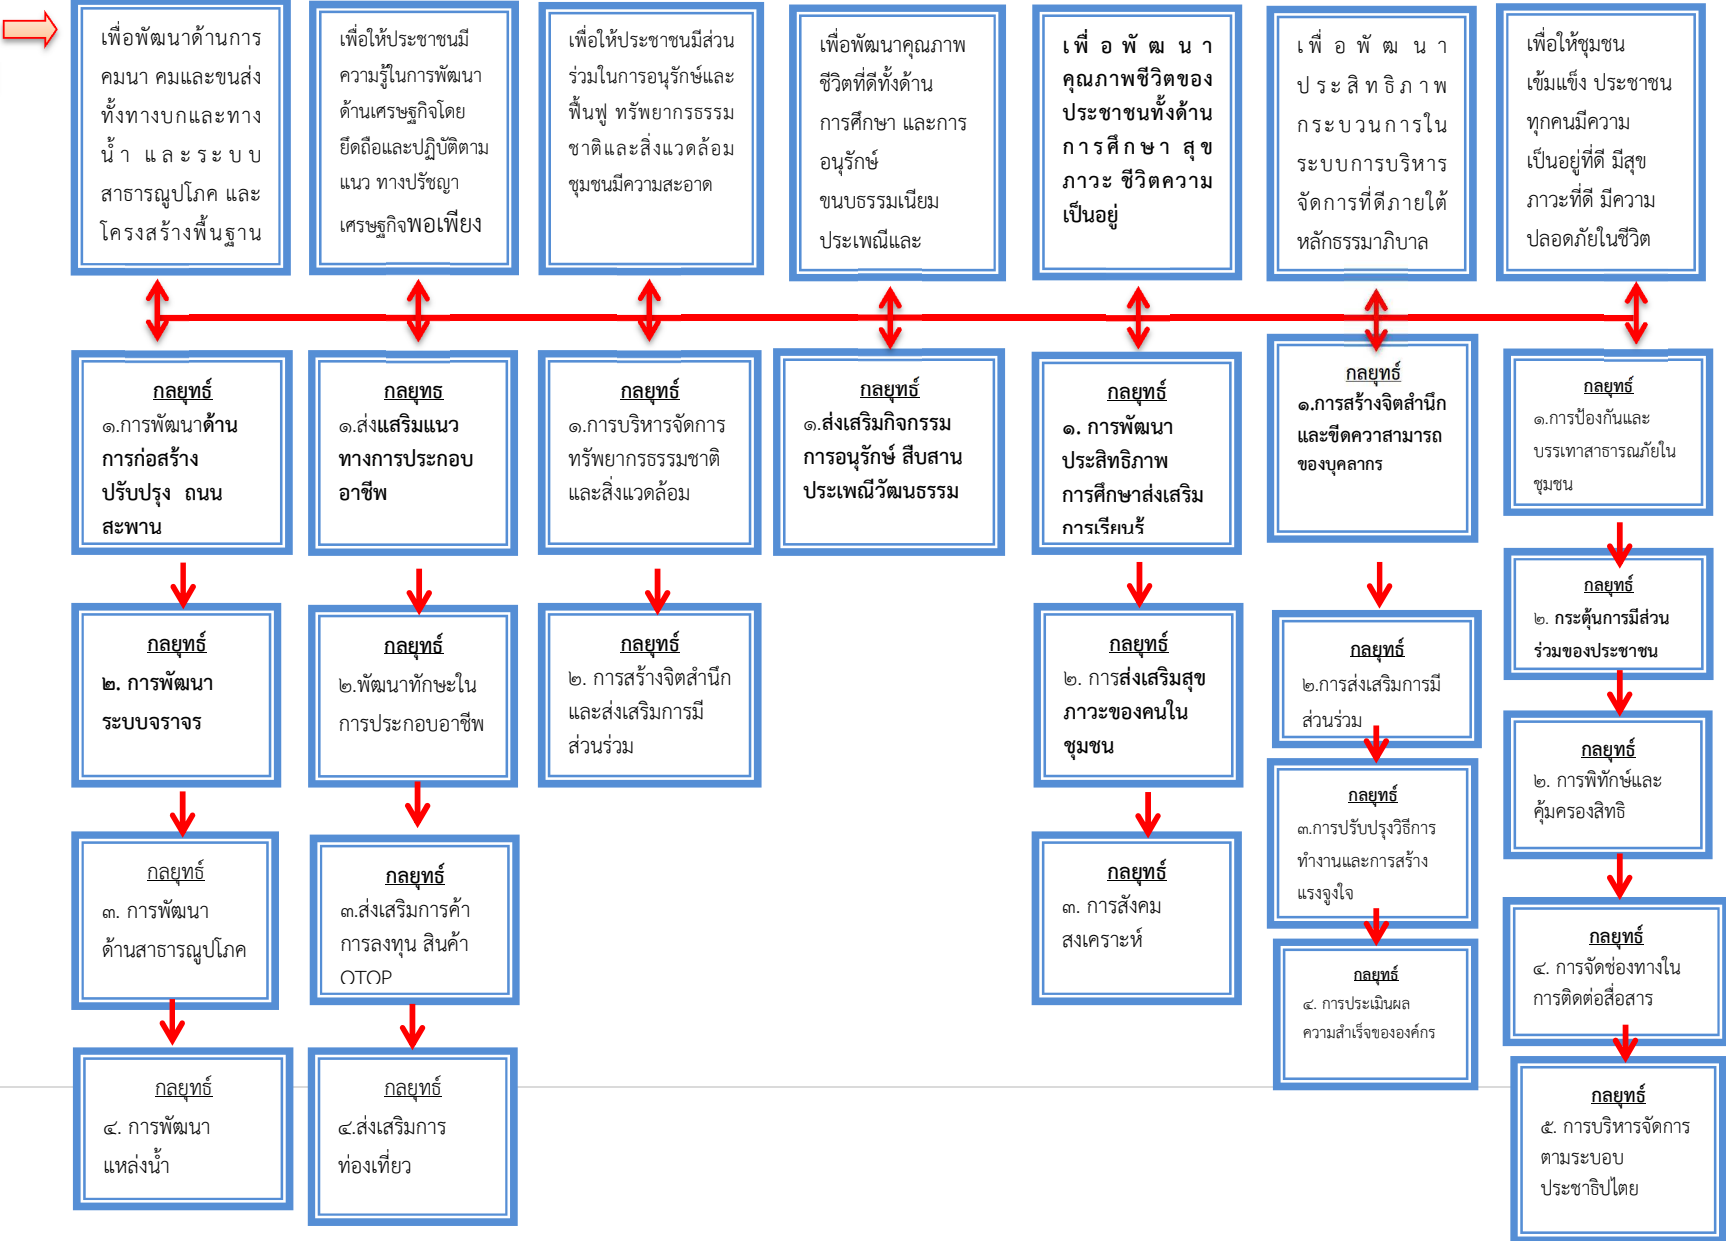 เพื่อพัฒนาด้านการ
คมนา คมและขนส่ง
ทั้งทางบกและทาง
น้ำ และระบบ
สาธารณูปโภค และ
โครงสร้างพื้นฐาน
เพื่อให้ประชาชนมี
ความรู้ในการพัฒนา
ด้านเศรษฐกิจโดย
ยึดถือและปฏิบัติตาม
แนว ทางปรัชญา
เศรษฐกิจพอเพียง
เพื่อให้ประชาชนมีส่วน
ร่วมในการอนุรักษ์และ
ฟื้นฟู ทรัพยากรธรรม
ชาติและสิ่งแวดล้อม
ชุมชนมีความสะอาด
เพื่อพัฒนาคุณภาพ
ชีวิตที่ดีทั้งด้าน
การศึกษา และการ
อนุรักษ์
ขนบธรรมเนียม
ประเพณีและ
เพื่อพัฒนา
คุณภาพชีวิตของ
ประชาชนทั้งด้าน
การศึกษา สุข
ภาวะ ชีวิตความ
เป็นอยู่
เพื่อพัฒนา
ประสิทธิภาพ
กระบวนการใน
ระบบการบริหาร
จัดการที่ดีภายใต้
หลักธรรมาภิบาล
เพื่อให้ชุมชน
เข้มแข็ง ประชาชน
ทุกคนมีความ
เป็นอยู่ที่ดี มีสุข
ภาวะที่ดี มีความ
ปลอดภัยในชีวิต
กลยุทธ์
๑.การพัฒนาด้าน
การก่อสร้าง
ปรับปรุง ถนน
สะพาน
กลยุทธ
๑.ส่งเสริมแนว
ทางการประกอบ
อาชีพ
กลยุทธ์
๑.การบริหารจัดการ
ทรัพยากรธรรมชาติ
และสิ่งแวดล้อม
กลยุทธ์
๑.ส่งเสริมกิจกรรม
การอนุรักษ์ สืบสาน
ประเพณีวัฒนธรรม
กลยุทธ์
๑. การพัฒนา
ประสิทธิภาพ
การศึกษาส่งเสริม
การเรียนรู้
กลยุทธ์
๑.การสร้างจิตสำนึก
และขีดควาสามารถ
ของบุคลากร
กลยุทธ์
๑.การป้องกันและ
บรรเทาสาธารณภัยใน
ชุมชน
กลยุทธ์
๒. การพัฒนา
ระบบจราจร
กลยุทธ์
๒.พัฒนาทักษะใน
การประกอบอาชีพ
กลยุทธ์
๒. การสร้างจิตสำนึก
และส่งเสริมการมี
ส่วนร่วม
กลยุทธ์
๒. การส่งเสริมสุข
ภาวะของคนใน
ชุมชน
กลยุทธ์
๒.การส่งเสริมการมี
ส่วนร่วม
กลยุทธ์
๒. กระตุ้นการมีส่วน
ร่วมของประชาชน
กลยุทธ์
๒. การพิทักษ์และ
คุ้มครองสิทธิ
กลยุทธ์
๓. การพัฒนา
ด้านสาธารณูปโภค
กลยุทธ์
๓.ส่งเสริมการค้า
การลงทุน สินค้า
OTOP
กลยุทธ์
๓. การสังคม
สงเคราะห์
กลยุทธ์
๓.การปรับปรุงวิธีการ
ทำงานและการสร้าง
แรงจูงใจ
กลยุทธ์
๔. การจัดช่องทางใน
การติดต่อสื่อสาร
กลยุทธ์
๔. การประเมินผล
ความสำเร็จขององค์กร
กลยุทธ์
๔. การพัฒนา
แหล่งน้ำ
กลยุทธ์
๔.ส่งเสริมการ
ท่องเที่ยว
กลยุทธ์
๕. การบริหารจัดการ
ตามระบอบ
ประชาธิปไตย